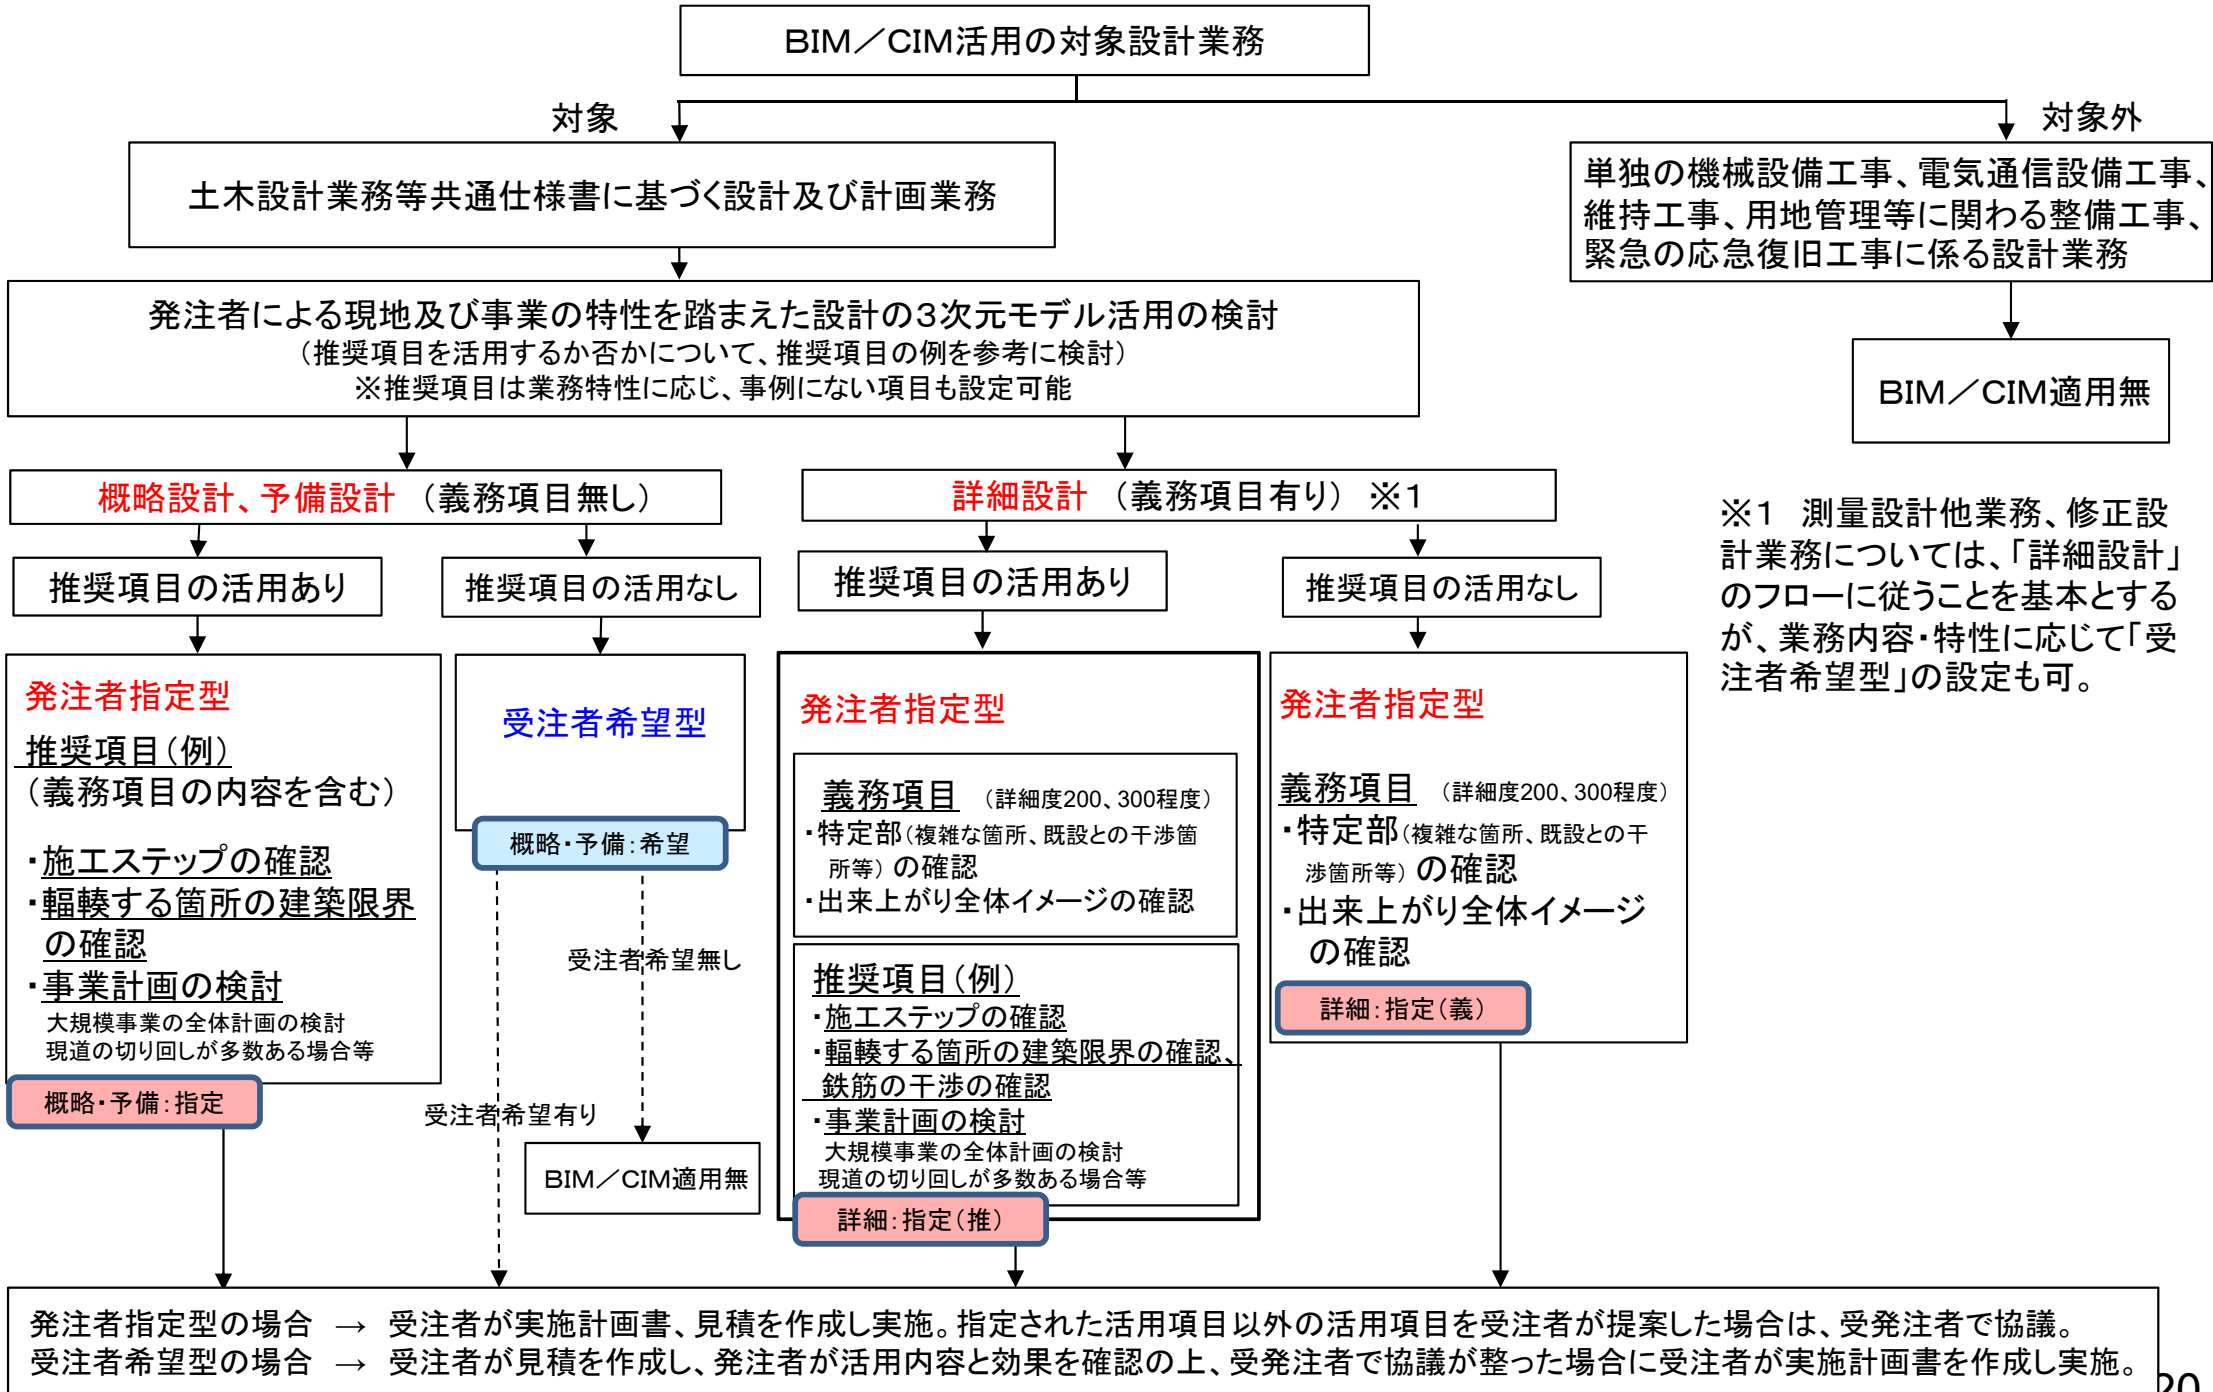 BIM／CIM活用の対象設計業務
対象
対象外
土木設計業務等共通仕様書に基づく設計及び計画業務
単独の機械設備工事、電気通信設備工事、
維持工事、用地管理等に関わる整備工事、
緊急の応急復旧工事に係る設計業務
発注者による現地及び事業の特性を踏まえた設計の3次元モデル活用の検討
（推奨項目を活用するか否かについて、推奨項目の例を参考に検討）
※推奨項目は業務特性に応じ、事例にない項目も設定可能
BIM／CIM適用無
概略設計、予備設計 （義務項目無し）
詳細設計 （義務項目有り） ※1
※1 測量設計他業務、修正設
計業務については、「詳細設計」
のフローに従うことを基本とする
が、業務内容・特性に応じて「受
注者希望型」の設定も可。
推奨項目の活用あり
推奨項目の活用なし
推奨項目の活用あり
推奨項目の活用なし
発注者指定型
推奨項目（例）
（義務項目の内容を含む）
・施工ステップの確認
・輻輳する箇所の建築限界
の確認
・事業計画の検討
大規模事業の全体計画の検討
現道の切り回しが多数ある場合等
概略・予備：指定
受注者希望型
概略・予備：希望
受注者希望無し
受注者希望有り
BIM／CIM適用無
発注者指定型
義務項目 （詳細度200、300程度）
・特定部（複雑な箇所、既設との干渉箇
所等）の確認
・出来上がり全体イメージの確認
推奨項目（例）
・施工ステップの確認
・輻輳する箇所の建築限界の確認、
鉄筋の干渉の確認
・事業計画の検討
大規模事業の全体計画の検討
現道の切り回しが多数ある場合等
詳細：指定（推）
発注者指定型
義務項目 （詳細度200、300程度）
・特定部（複雑な箇所、既設との干
渉箇所等）の確認
・出来上がり全体イメージ
の確認
詳細：指定（義）
発注者指定型の場合 → 受注者が実施計画書、見積を作成し実施。指定された活用項目以外の活用項目を受注者が提案した場合は、受発注者で協議。
受注者希望型の場合 → 受注者が見積を作成し、発注者が活用内容と効果を確認の上、受発注者で協議が整った場合に受注者が実施計画書を作成し実施。
20